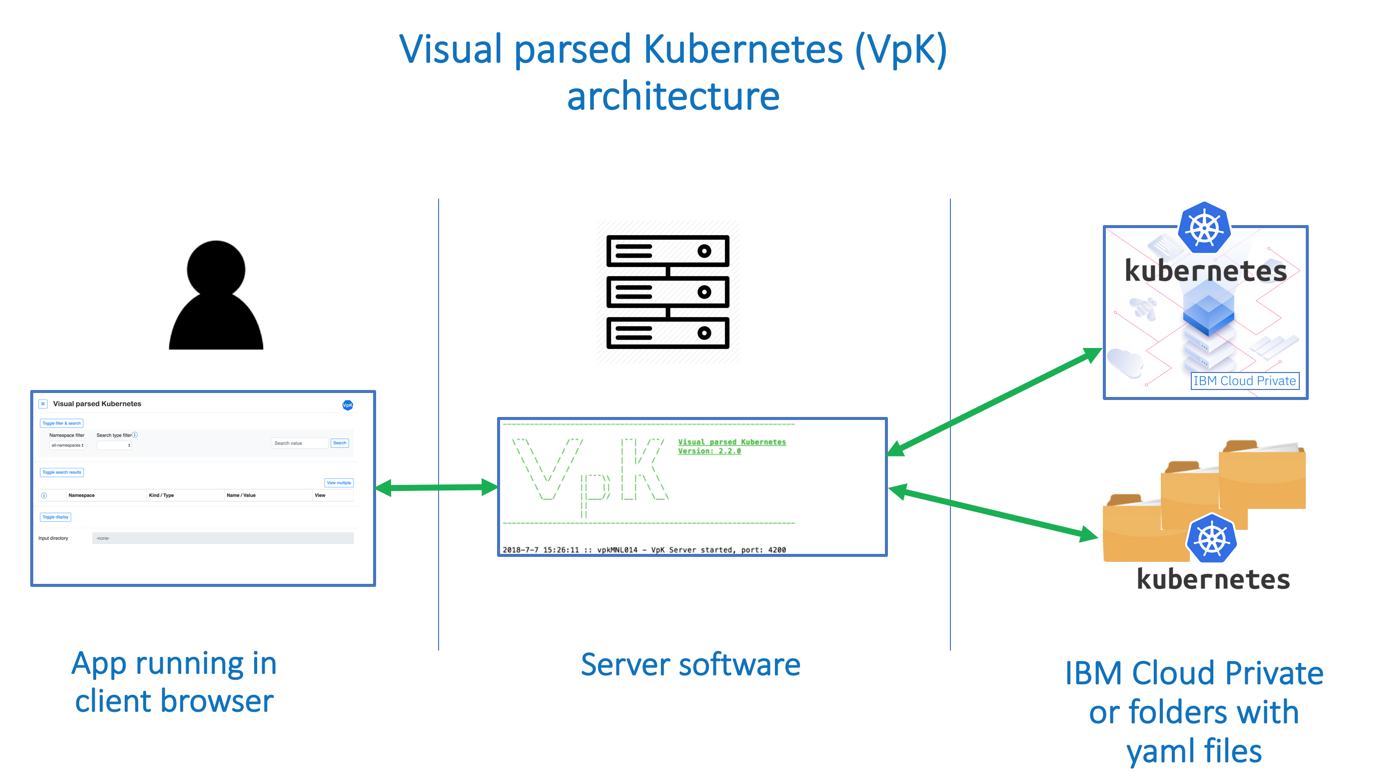 Visual parsed Kubernetes (VpK)
architecture
Visual parsed Kubernetes
VpK
Toggle filter & search
Namespace filter
Search type filter
all-namespaces
Search value
Search
Toggle search results
View multiple
Namespace
Kind / Type
Name / Value
View
Toggle display
Input directory
-none-
App running in
client browser
VpK
Visual parsed Kubernetes
Version: 2.2.0
2018-7-7 15:26:11 :: vpkMNL014 - VpK Server started, port: 4200
Server software
kubernetes
IBM Cloud Private
kubernetes
IBM Cloud Private
or folders with
yaml files